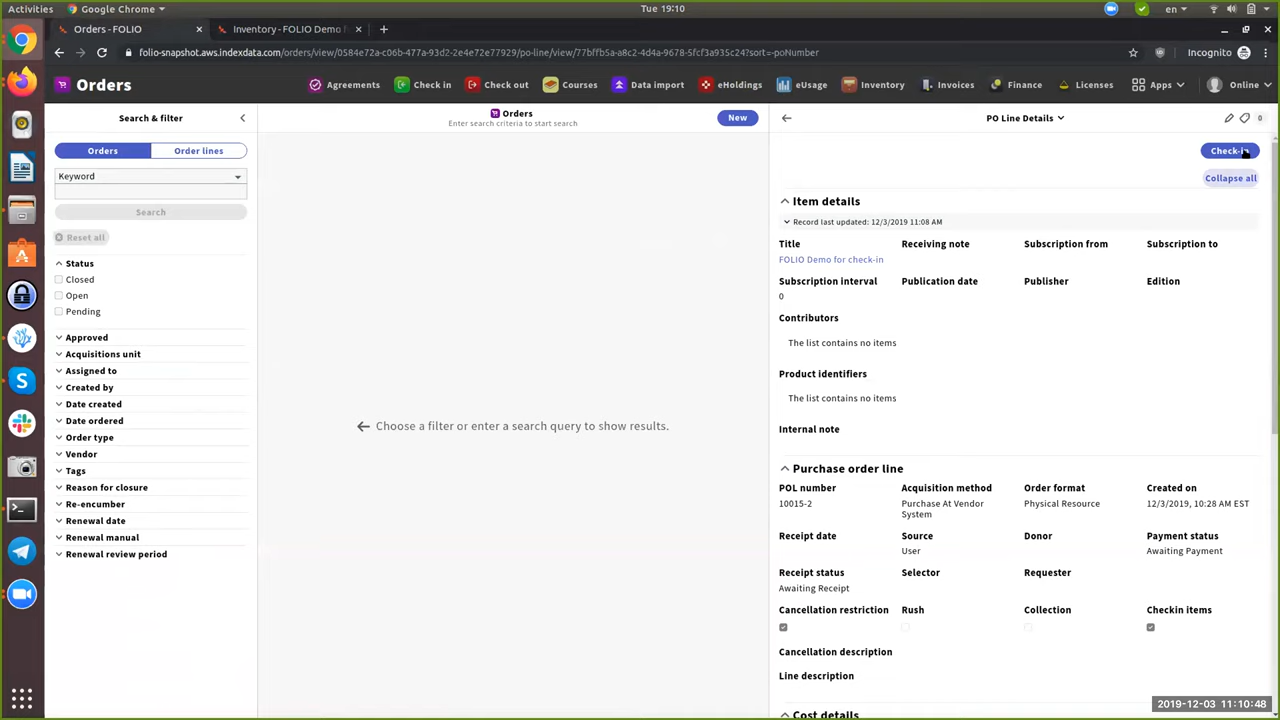 Activities
Google Chrome
Tue 19:10
en
Orders - FOLIO
Inventory - FOLIO Demo
folio-snapshot.aws.indexdata.com/orders/view/0584e72a-c06b-477a-93d2-2e4e72e77929/po-line/view/77bffb5a-a8c2-4d4a-9678-5fcf3a935c24?sort=-poNumber
Incognito
Orders
Agreements
Check in
Check out
Courses
Data import
eHoldings
eUsage
Inventory
Invoices
Finance
Licenses
Apps
Online
Search & filter
Orders
Order lines
Keyword
Search
Reset all
Status
Closed
Open
Pending
Approved
Acquisitions unit
Assigned to
Created by
Date created
Date ordered
Order type
Vendor
Tags
Reason for closure
Re-encumber
Renewal date
Renewal manual
Renewal review period
Orders
Enter search criteria to start search
New
Choose a filter or enter a search query to show results.
PO Line Details
0
Check-in
Collapse all
Item details
Record last updated: 12/3/2019 11:08 AM
Title
Receiving note
Subscription from
Subscription to
FOLIO Demo for check-in
Subscription interval
Publication date
Publisher
Edition
0
Contributors
The list contains no items
Product identifiers
The list contains no items
Internal note
Purchase order line
POL number
Acquisition method
Order format
Created on
10015-2
Purchase At Vendor
System
Physical Resource
12/3/2019, 10:28 AM EST
Receipt date
Source
Donor
Payment status
User
Awaiting Payment
Receipt status
Selector
Requester
Awaiting Receipt
Cancellation restriction
Rush
Collection
Checkin items
Cancellation description
Line description
Cost details
2019-12-03 11:10:48